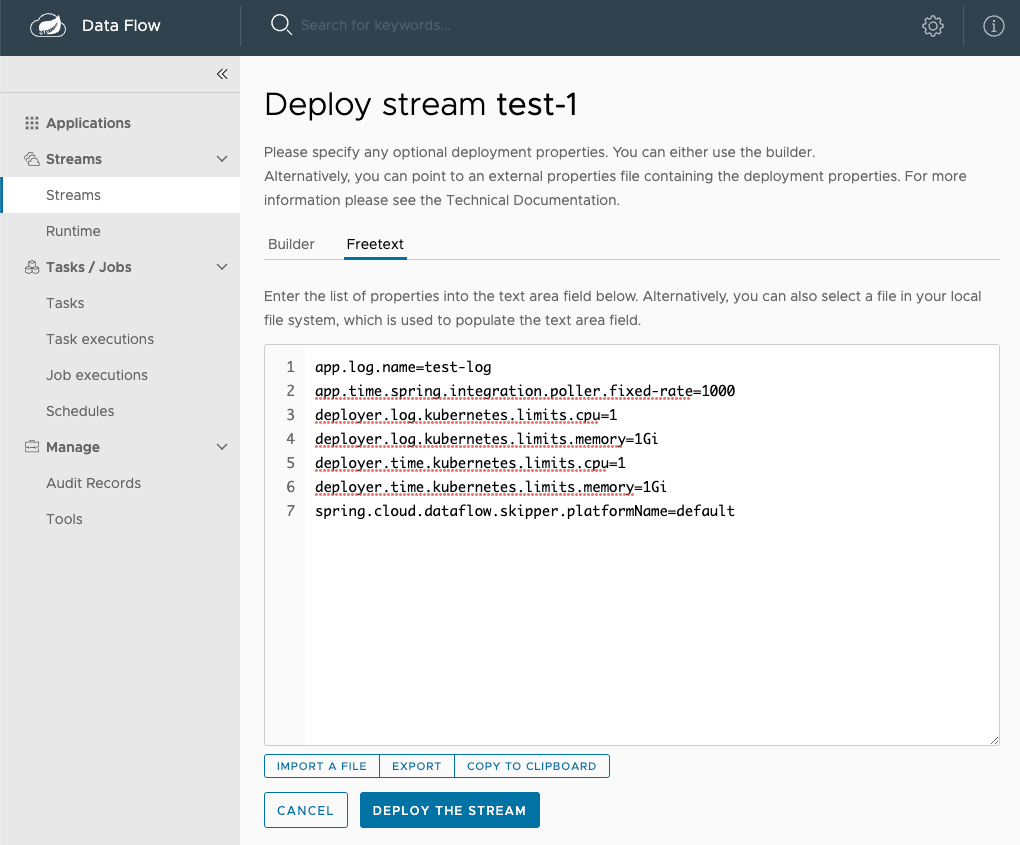 Data Flow
Search for keywords...
Applications
Streams
Streams
Runtime
Tasks / Jobs
Tasks
Task executions
Job executions
Schedules
Manage
Audit Records
Tools
Deploy stream test-1
Please specify any optional deployment properties. You can either use the builder.
Alternatively, you can point to an external properties file containing the deployment properties. For more
information please see the Technical Documentation.
Builder Freetext
Enter the list of properties into the text area field below. Alternatively, you can also select a file in your local
file system, which is used to populate the text area field.
1 app.log.name=test-log
2 app.time.spring.integration.poller.fixed-rate=1000
3 deployer.log.kubernetes.limits.cpu=1
4 deployer.log.kubernetes.limits.memory=1Gi
5 deployer.time.kubernetes.limits.cpu=1
6 deployer.time.kubernetes.limits.memory=1Gi
7 spring.cloud.dataflow.skipper.platformName=default
IMPORT A FILE EXPORT COPY TO CLIPBOARD
CANCEL DEPLOY THE STREAM